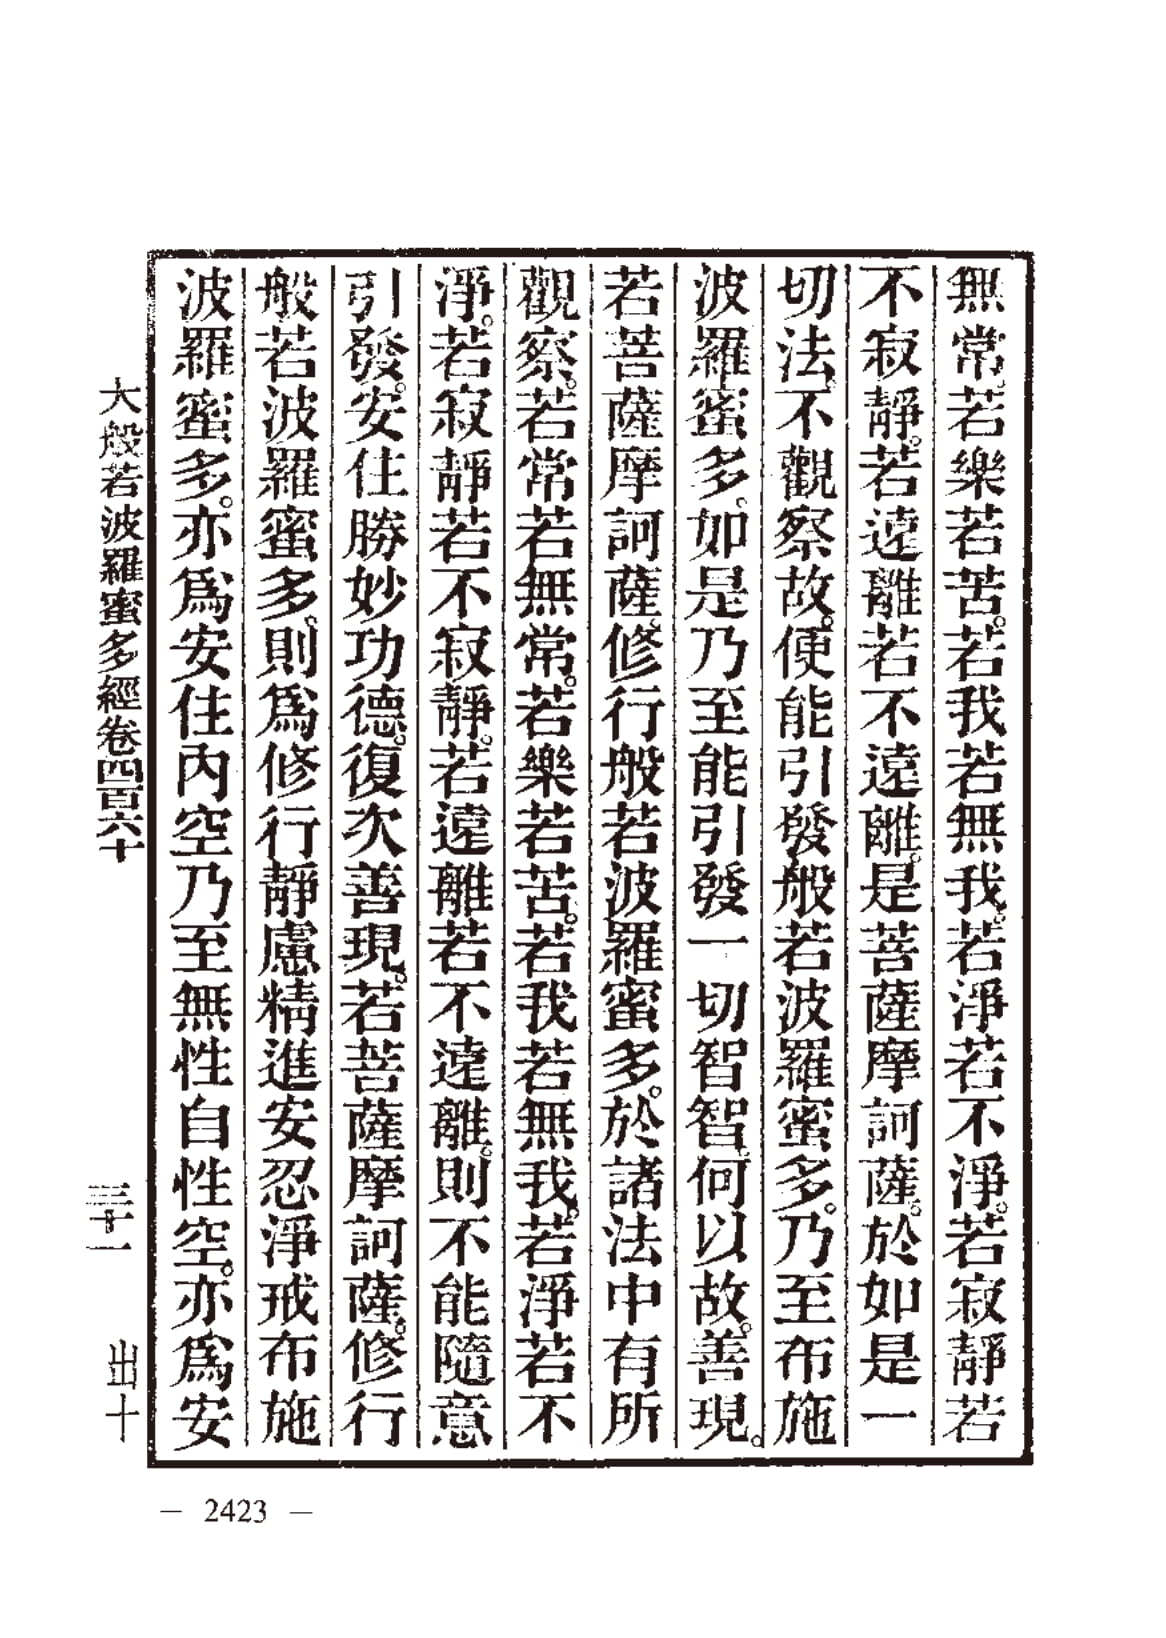 無常。若樂若苦。若我若無我。若淨若不淨。若寂靜若
不寂靜。若遠離若不遠離。是菩薩摩訶薩。於如是一
切法。不觀察故。便能引發般若波羅蜜多。乃至布施
波羅蜜多。如是乃至能引發一切智智。何以故。善現。
若菩薩摩訶薩。修行般若波羅蜜多。於諸法中有所
觀察。若常若無常。若樂若苦。若我若無我。若淨若不
淨。若寂靜若不寂靜。若遠離若不遠離。則不能隨意
引發。安住勝妙功德。復次善現。若菩薩摩訶薩。修行
般若波羅蜜多。則為修行靜慮精進安忍淨戒布施
波羅蜜多。亦為安住內空乃至無性自性空。亦為安
大般若波羅蜜多經卷四百六十 三十一 出十
— 2423 —